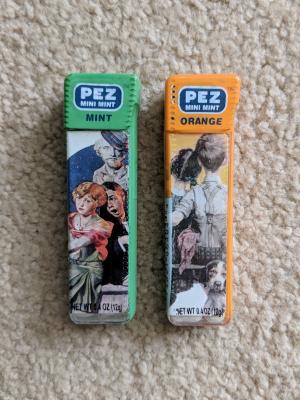 PEZ
MINI MINT
MINT
NET WT 0.4 OZ (12g)
PEZ
MINI MINT
ORANGE
NET WT 0.4 OZ (12g)